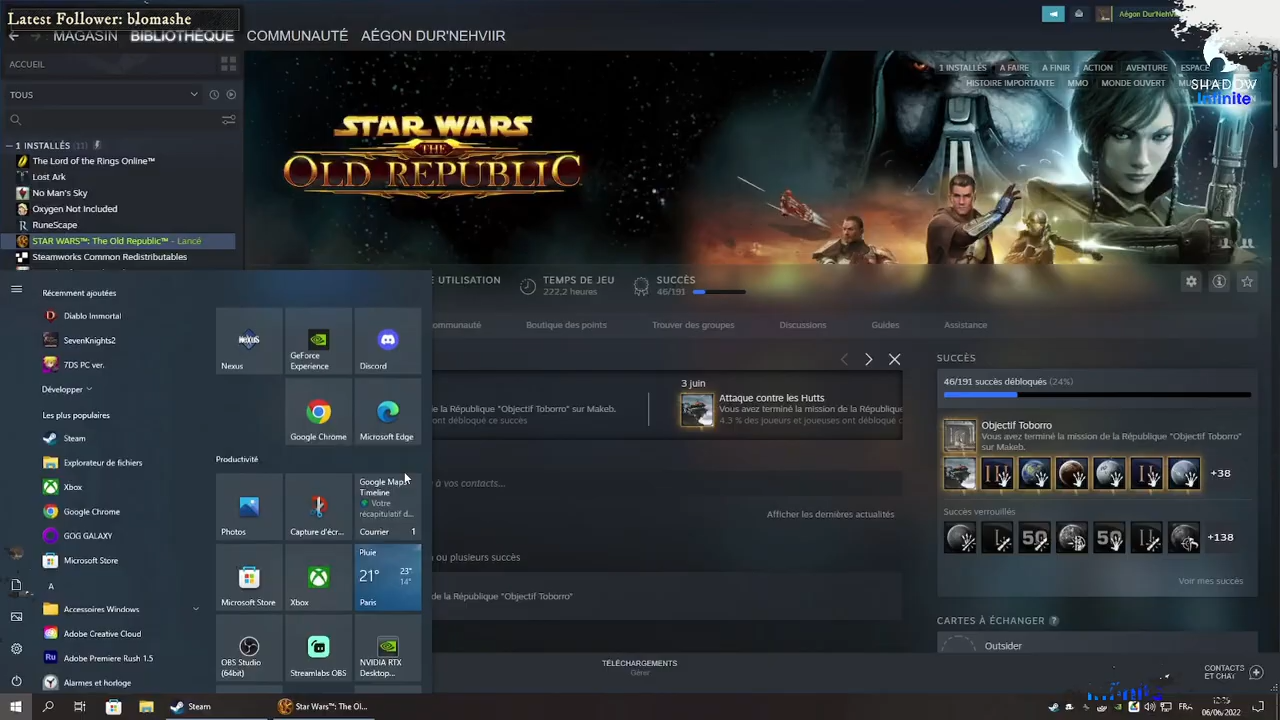 Latest Follower: blomashe
MAGASIN BIBLIOTHÈQUE COMMUNAUTÉ AÉGON DUR'NEHVIIR
Aégon Dur'NehVii
ACCUEIL
TOUS
1 INSTALLÉS (11)
The Lord of the Rings Online™
Lost Ark
No Man's Sky
Oxygen Not Included
RuneScape
STAR WARS™: The Old Republic™ - Lancé
Steamworks Common Redistributables
STAR WARS
THE
OLD REPUBLIC
1 INSTALLÉS A FAIRE A FINIR ACTION AVENTURE ESPACE
HISTOIRE IMPORTANTE MMO MONDE OUVERT
SHADOW
Infinite
E UTILISATION
TEMPS DE JEU
222,2 heures
SUCCÈS
46/191
ommunauté Boutique des points Trouver des groupes Discussions Guides Assistance
le la République "Objectif Toborro" sur Makeb.
ont débloqué ce succès
3 juin
Attaque contre les Hutts
Vous avez terminé la mission de la République
4.3 % des joueurs et joueuses ont débloqué c
e à vos contacts...
Afficher les dernières actualités
ou plusieurs succès
de la République "Objectif Toborro"
SUCCÈS
46/191 succès débloqués (24%)
Objectif Toborro
Vous avez terminé la mission de la République "Objectif Toborro"
sur Makeb.
+38
Succès verrouillés
50 50
+138
Voir mes succès
CARTES À ÉCHANGER ?
Outsider
TÉLÉCHARGEMENTS
Gérer
CONTACTS
ET CHAT
Récemment ajoutées
Diablo Immortal
SevenKnights2
7DS PC ver.
Développer
Les plus populaires
Steam
Explorateur de fichiers
Xbox
Google Chrome
GOG GALAXY
Microsoft Store
A
Accessoires Windows
Adobe Creative Cloud
Adobe Premiere Rush 1.5
Alarmes et horloge
Nexus
GeForce
Experience
Discord
Google Chrome
Microsoft Edge
Productivité
Photos
Capture d'écr...
Google Maps
Timeline
Votre
récapitulatif d...
Courrier 1
Microsoft Store
Xbox
Pluie
21° 23°
14°
Paris
OBS Studio
(64bit)
Streamlabs OBS
NVIDIA RTX
Desktop...
Steam
Star Wars™: The Ol...
06/06/2022